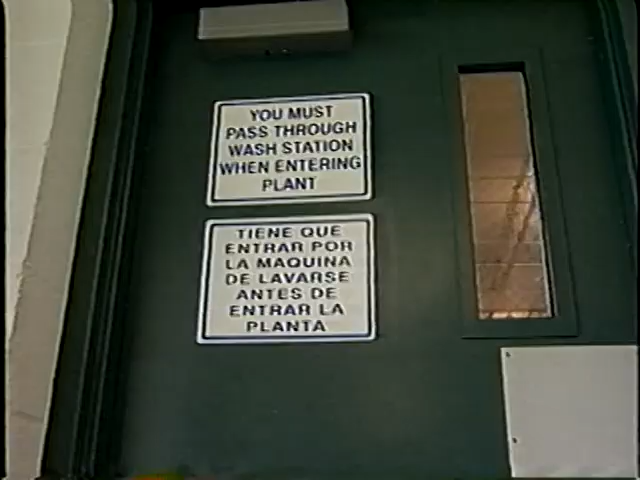 YOU MUST
PASS THROUGH
WASH STATION
WHEN ENTERING
PLANT
TIENE QUE
ENTRAR POR
LA MAQUINA
DE LAVARSE
ANTES DE
ENTRAR LA
PLANTA